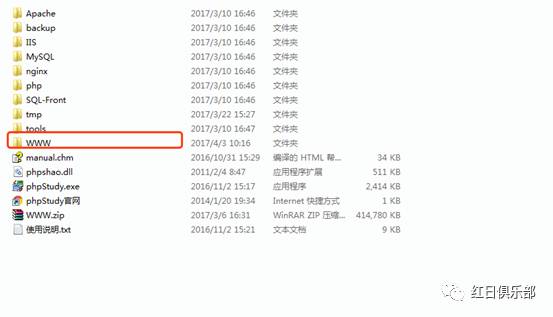 Apache 2017/3/10 16:46 文件夹
backup 2017/3/10 16:46 文件夹
IIS 2017/3/10 16:46 文件夹
MySQL 2017/3/10 16:46 文件夹
nginx 2017/3/10 16:46 文件夹
php 2017/3/10 16:46 文件夹
SQL-Front 2017/3/10 16:46 文件夹
tmp 2017/3/22 15:27 文件夹
tools 2017/3/10 16:47 文件夹
WWW 2017/4/3 10:16 文件夹
manual.chm 2016/10/31 15:29 编译的 HTML 帮... 34 KB
phpshao.dll 2011/2/4 8:47 应用程序扩展 511 KB
phpStudy.exe 2016/11/2 15:17 应用程序 2,414 KB
phpStudy官网 2014/1/20 19:34 Internet 快捷方式 1 KB
WWW.zip 2017/3/6 16:31 WinRAR ZIP 压缩... 414,780 KB
使用说明.txt 2016/11/2 15:21 文本文档 9 KB
红日俱乐部